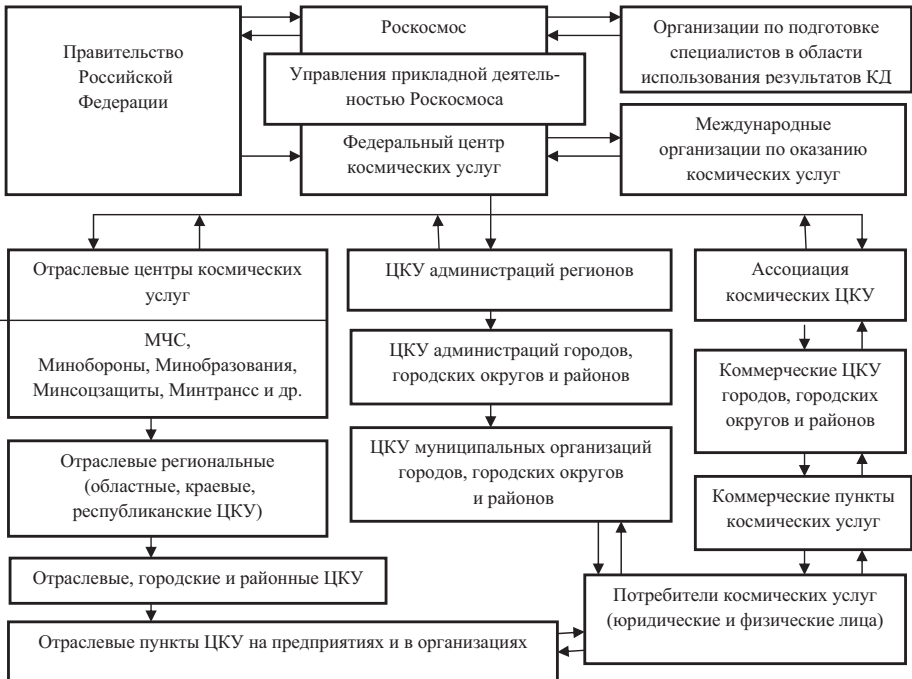 Правительство
Российской
Федерации
Роскосмос
Управления прикладной деятель-
ностью Роскосмоса
Федеральный центр
космических услуг
Организации по подготовке
специалистов в области
использования результатов КД
Международные
организации по оказанию
космических услуг
Отраслевые центры космических
услуг
МЧС,
Минобороны, Минобразования,
Минсоцзащиты, Минтрансс и др.
Отраслевые региональные
(областные, краевые,
республиканские ЦКУ)
Отраслевые, городские и районные ЦКУ
Отраслевые пункты ЦКУ на предприятиях и в организациях
ЦКУ администраций регионов
ЦКУ администраций городов,
городских округов и районов
ЦКУ муниципальных организаций
городов, городских округов
и районов
Ассоциация
космических ЦКУ
Коммерческие ЦКУ
городов, городских
округов и районов
Коммерческие пункты
космических услуг
Потребители космических услуг
(юридические и физические лица)